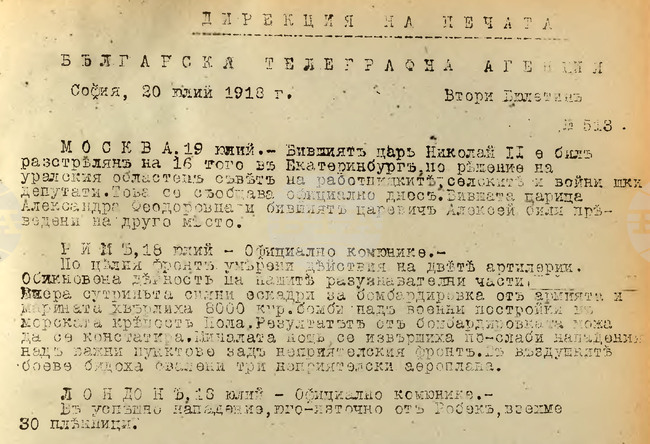 ДИРЕКЦИЯ НА ПЕЧАТА
БЪЛГАРСКА ТЕЛЕГРАФНА АГЕНЦИЯ
София, 20 юлий 1918 г. Втори Бюлетинъ
№ 513.
МОСКВА, 19 юлий.– Бившиятъ царь Николай II е билъ
разстрѣлянъ на 16 того въ Екатеринбургъ, по рѣшение на
уралския областенъ съвѣтъ на работницитѣ, селскитѣ и войнишки
депутати. Това се съобщава официално днесъ. Бившата царица
Александра Феодоровна и бившиятъ царевичъ Алексей били прѣ-
ведени на друго мѣсто.
РИМЪ, 18 юлий – Официално комюнике.–
По цѣлия фронтъ умѣрени дѣйствия на двѣтѣ артилерии.
Обикновена дѣйность на нашитѣ разузнавателни части.
Вчера сутриньта силни ескадри за бомбардировка отъ армията и
марината хвърлиха 8000 кгр. бомби надъ военни постройки въ
морската крѣпость Пола. Резултатътъ отъ бомбардировката можа
да се констатира. Миналата нощь се извършиха по-слаби нападения
надъ важни пунктове задъ неприятелския фронтъ. Въ въздушнитѣ
боеве бидоха свалени три неприятелски аероплана.
ЛОНДОНЪ, 18 юлий – Официално комюнике.–
Въ успѣшно нападение, юго-източно отъ Робекъ, взехме
30 плѣнници.